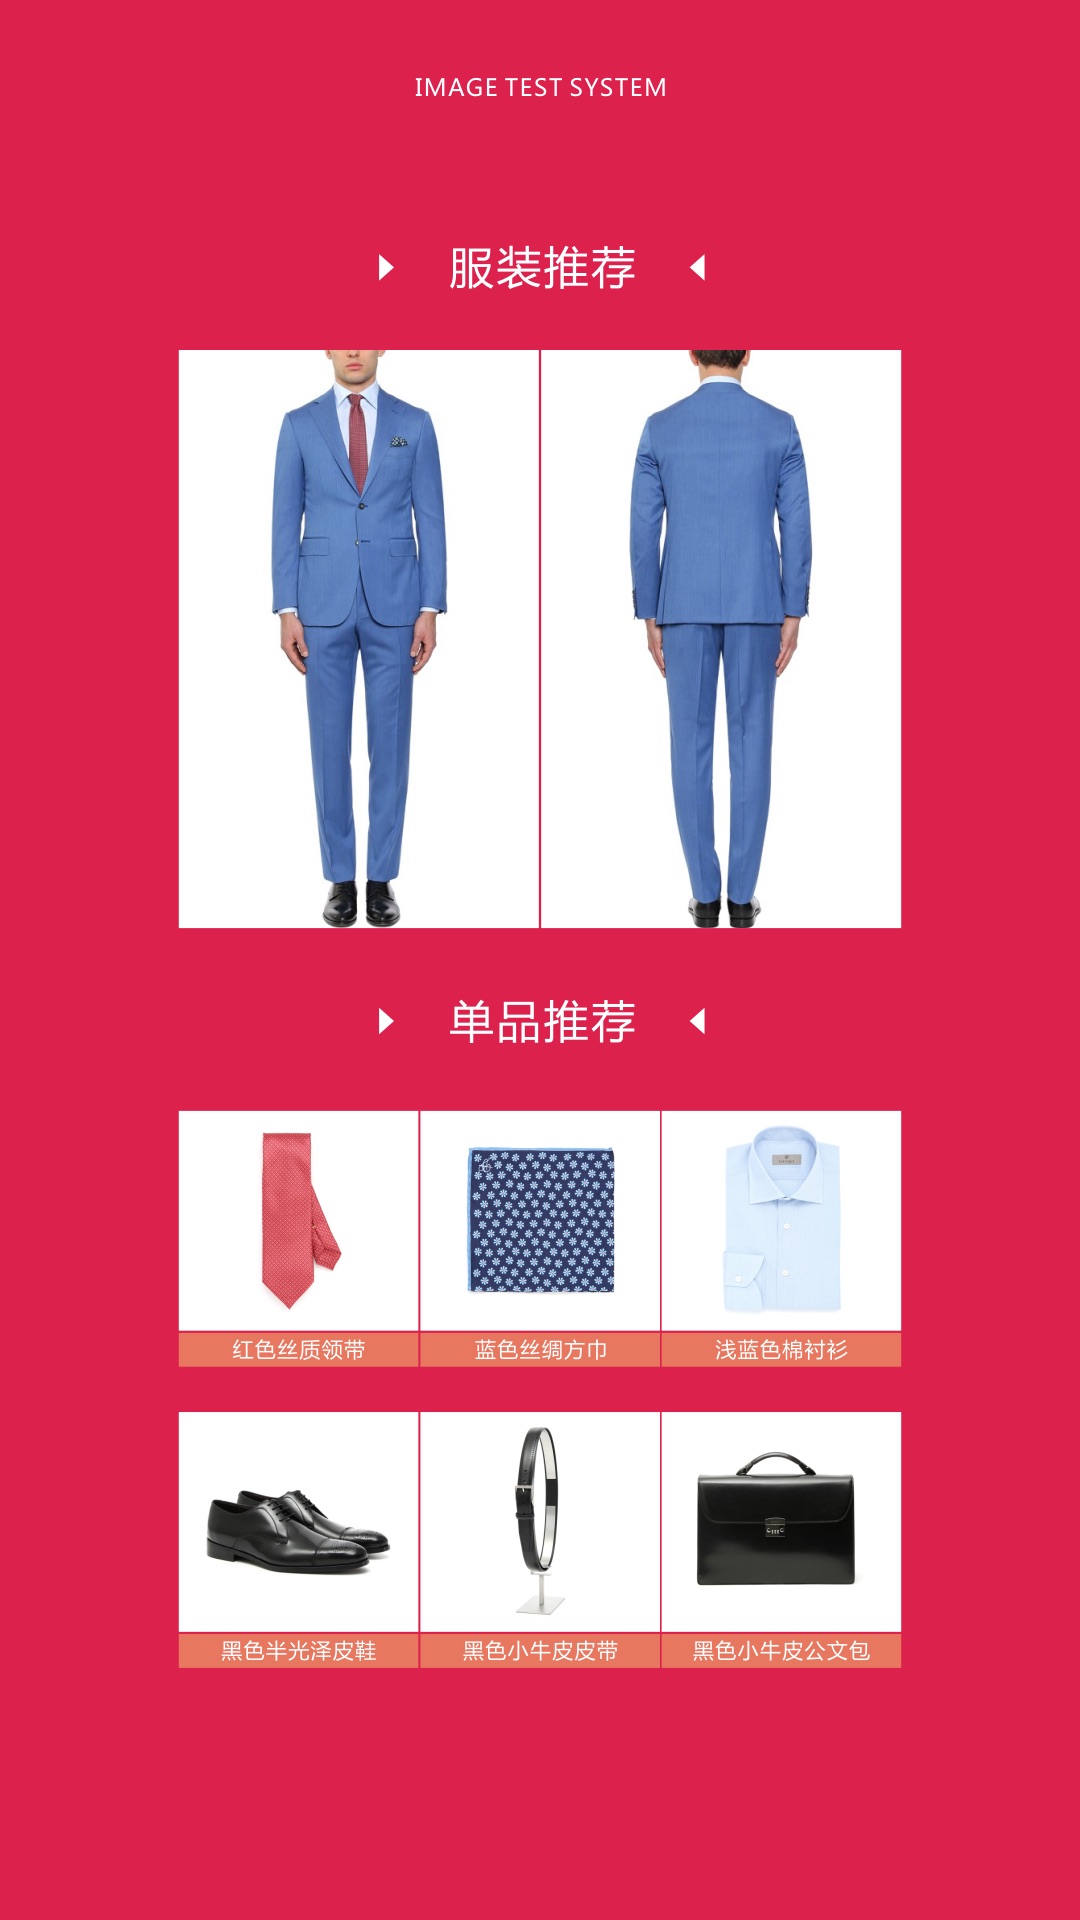 IMAGE TEST SYSTEM
服装推荐
单品推荐
红色丝质领带
蓝色丝绸方巾
浅蓝色棉衬衫
黑色半光泽皮鞋
黑色小牛皮皮带
黑色小牛皮公文包